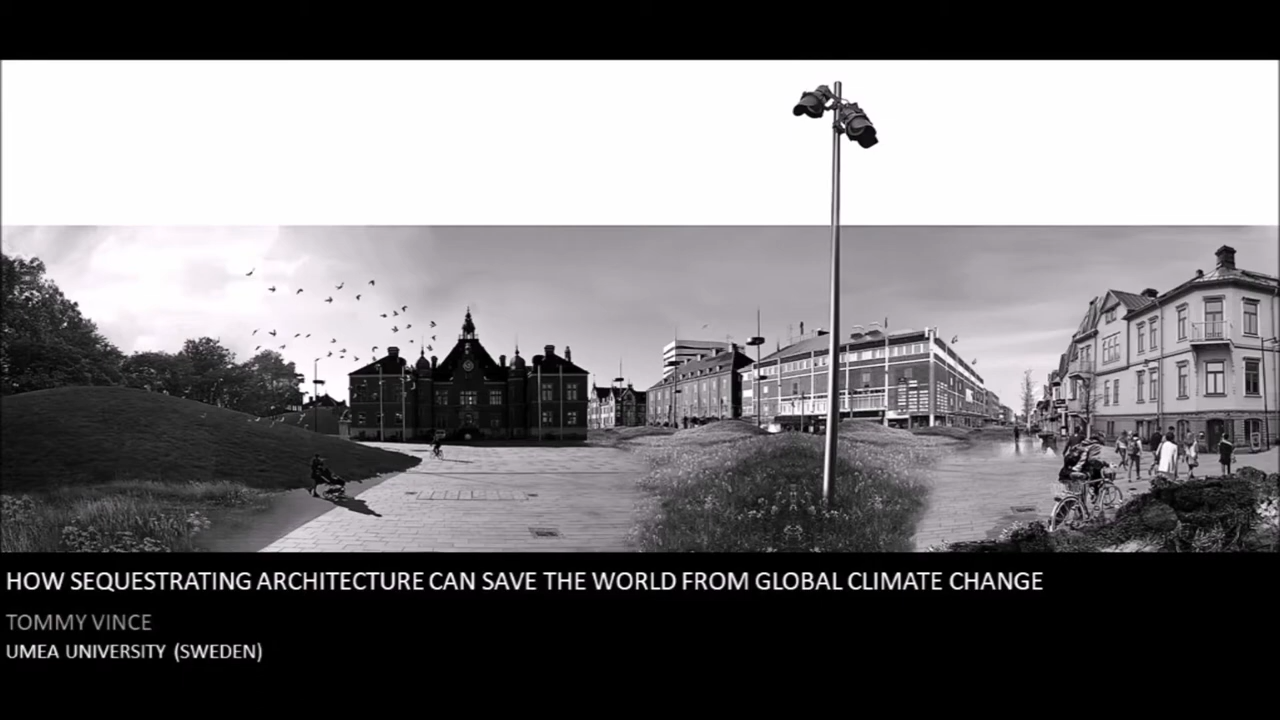 HOW SEQUESTRATING ARCHITECTURE CAN SAVE THE WORLD FROM GLOBAL CLIMATE CHANGE
TOMMY VINCE
UMEA UNIVERSITY (SWEDEN)